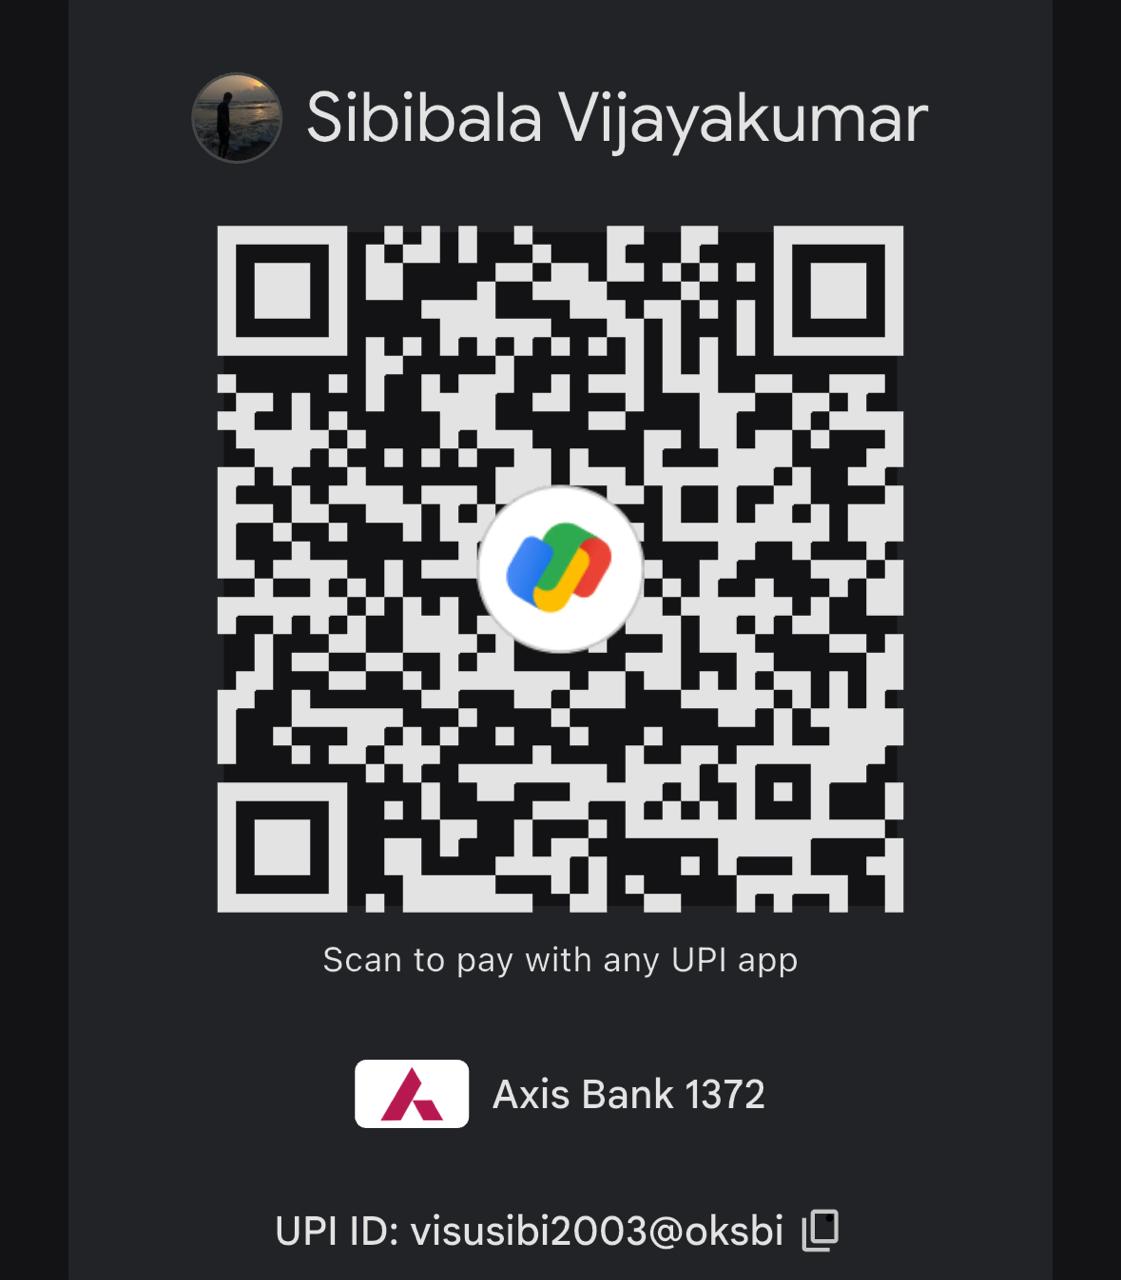 Sibibala Vijayakumar
Scan to pay with any UPI app
Axis Bank 1372
UPI ID: visusibi2003@oksbi